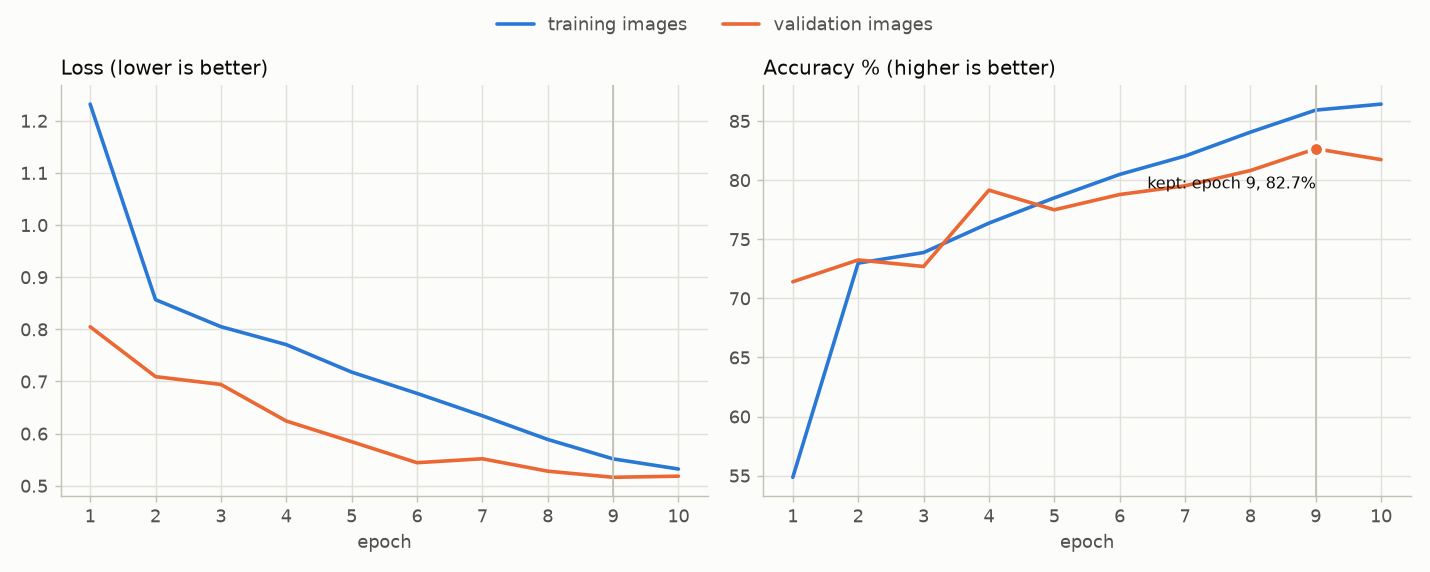 training images
validation images
Loss (lower is better)
1.2
1.1
1.0
0.9
0.8
0.7
0.6
0.5
1 2 3 4 5 6 7 8 9 10
epoch
Accuracy % (higher is better)
85
80
75
70
65
60
55
kept: epoch 9, 82.7%
1 2 3 4 5 6 7 8 9 10
epoch